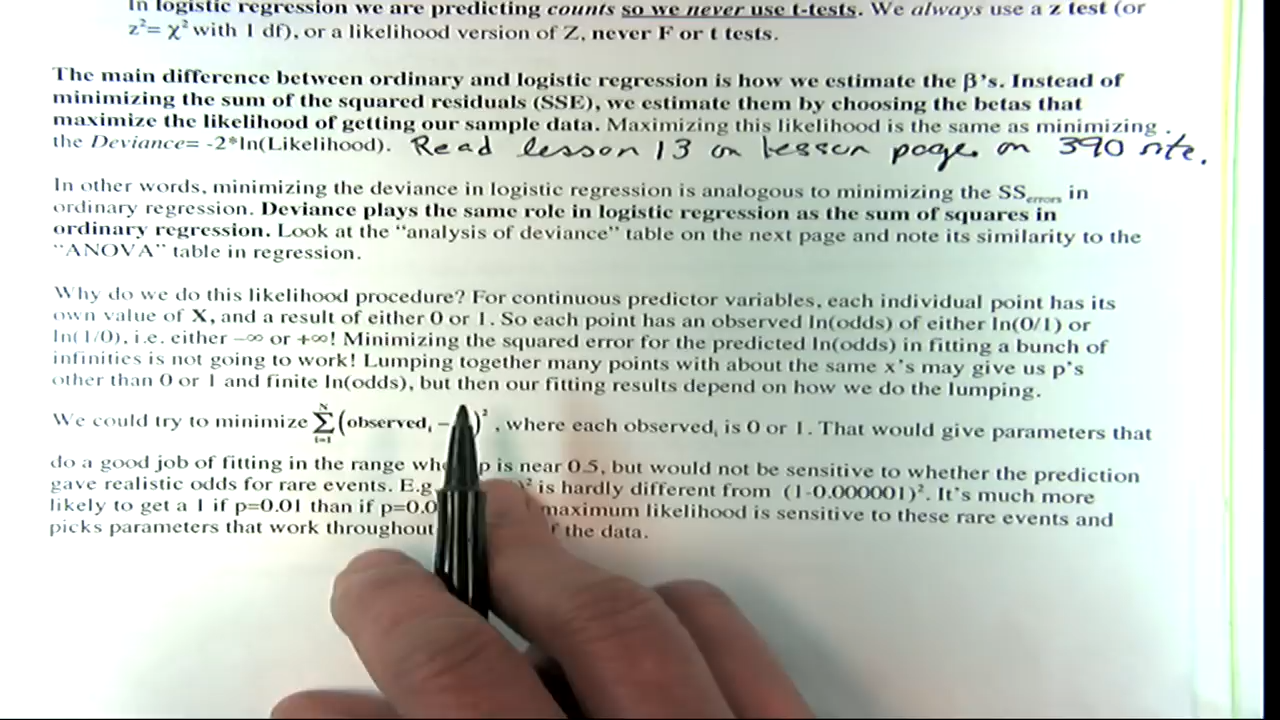 In logistic regression we are predicting counts so we never use t-tests. We always use a z test (or
z²= χ² with 1 df), or a likelihood version of Z, never F or t tests.
The main difference between ordinary and logistic regression is how we estimate the β's. Instead of
minimizing the sum of the squared residuals (SSE), we estimate them by choosing the betas that
maximize the likelihood of getting our sample data. Maximizing this likelihood is the same as minimizing
the Deviance= -2*ln(Likelihood). Read lesson 13 on lesson page on 390 site.
In other words, minimizing the deviance in logistic regression is analogous to minimizing the SSerrors in
ordinary regression. Deviance plays the same role in logistic regression as the sum of squares in
ordinary regression. Look at the "analysis of deviance" table on the next page and note its similarity to the
"ANOVA" table in regression.
Why do we do this likelihood procedure? For continuous predictor variables, each individual point has its
own value of X, and a result of either 0 or 1. So each point has an observed ln(odds) of either ln(0/1) or
ln(1/0), i.e. either −∞ or +∞! Minimizing the squared error for the predicted ln(odds) in fitting a bunch of
infinities is not going to work! Lumping together many points with about the same x's may give us p's
other than 0 or 1 and finite ln(odds), but then our fitting results depend on how we do the lumping.
We could try to minimize Σ i=1 N (observedi − )², where each observedi is 0 or 1. That would give parameters that
do a good job of fitting in the range p is near 0.5, but would not be sensitive to whether the prediction
gave realistic odds for rare events. E.g. ² is hardly different from (1-0.000001)². It's much more
likely to get a 1 if p=0.01 than if p=0.0 maximum likelihood is sensitive to these rare events and
picks parameters that work throughout the data.